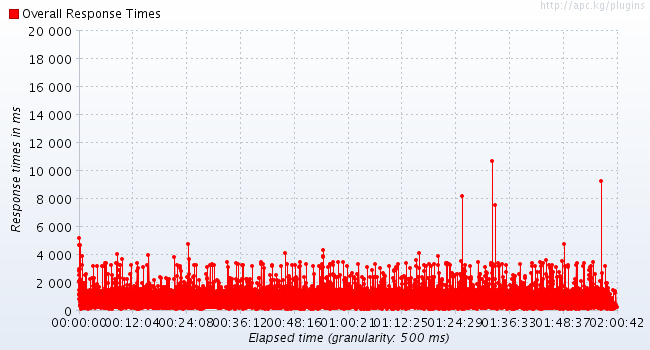 http://apc.kg/plugins
Overall Response Times
20 000
18 000
16 000
14 000
12 000
10 000
8 000
6 000
4 000
2 000
0
Response times in ms
00:00:00 00:12:04 00:24:08 00:36:12 00:48:16 01:00:21 01:12:25 01:24:29 01:36:33 01:48:37 02:00:42
Elapsed time (granularity: 500 ms)